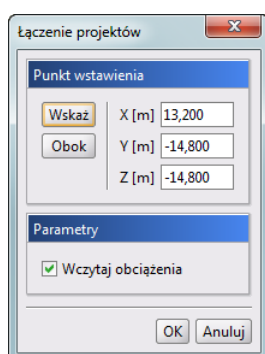 Łączenie projektów
Punkt wstawienia
Wskaż X [m] 13,200
Obok Y [m] -14,800
Z [m] -14,800
Parametry
Wczytaj obciążenia
OK Anuluj